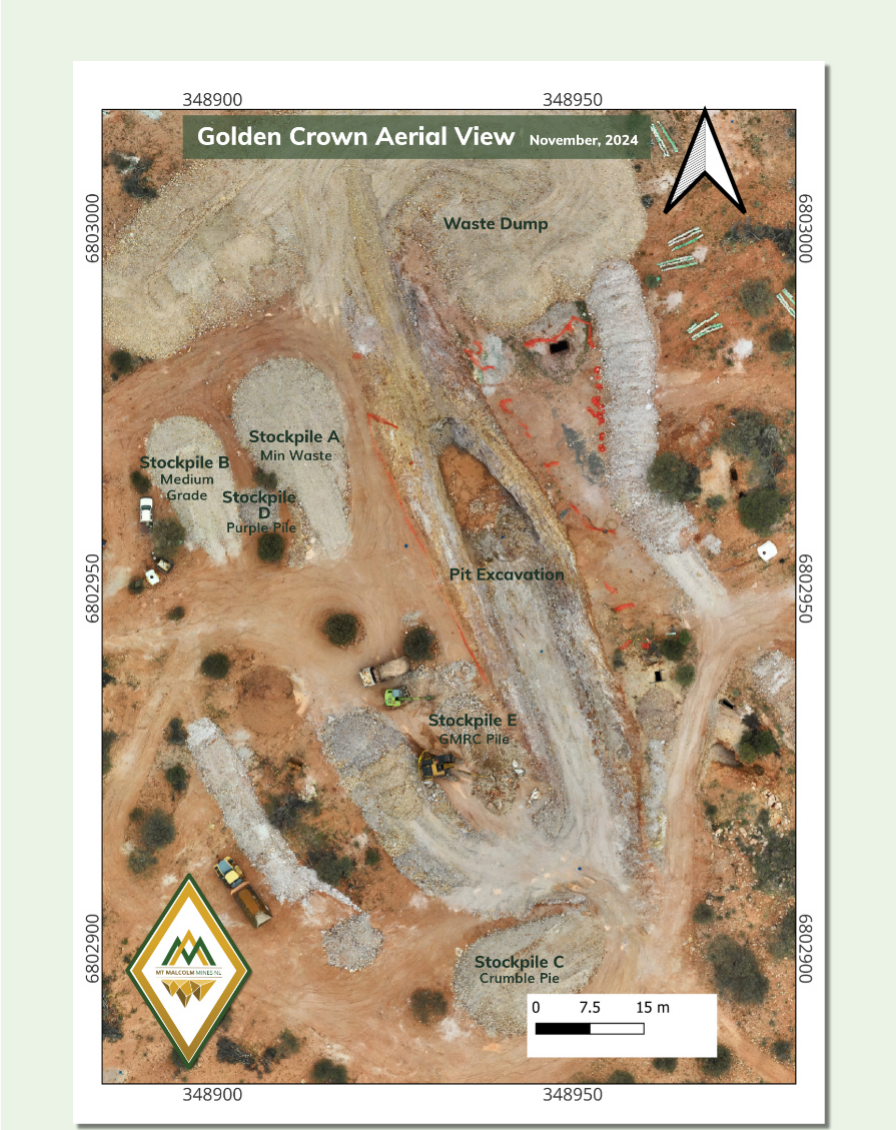 348900
348950
Golden Crown Aerial View November, 2024
6803000
6803000
Waste Dump
Stockpile A
Min Waste
Stockpile B
Medium
Grade
Stockpile
D
Purple Pile
6802950
6802950
Pit Excavation
Stockpile E
GMRC Pile
6802900
6802900
MT MALCOLM MINES NL
Stockpile C
Crumble Pie
0 7.5 15 m
348900
348950